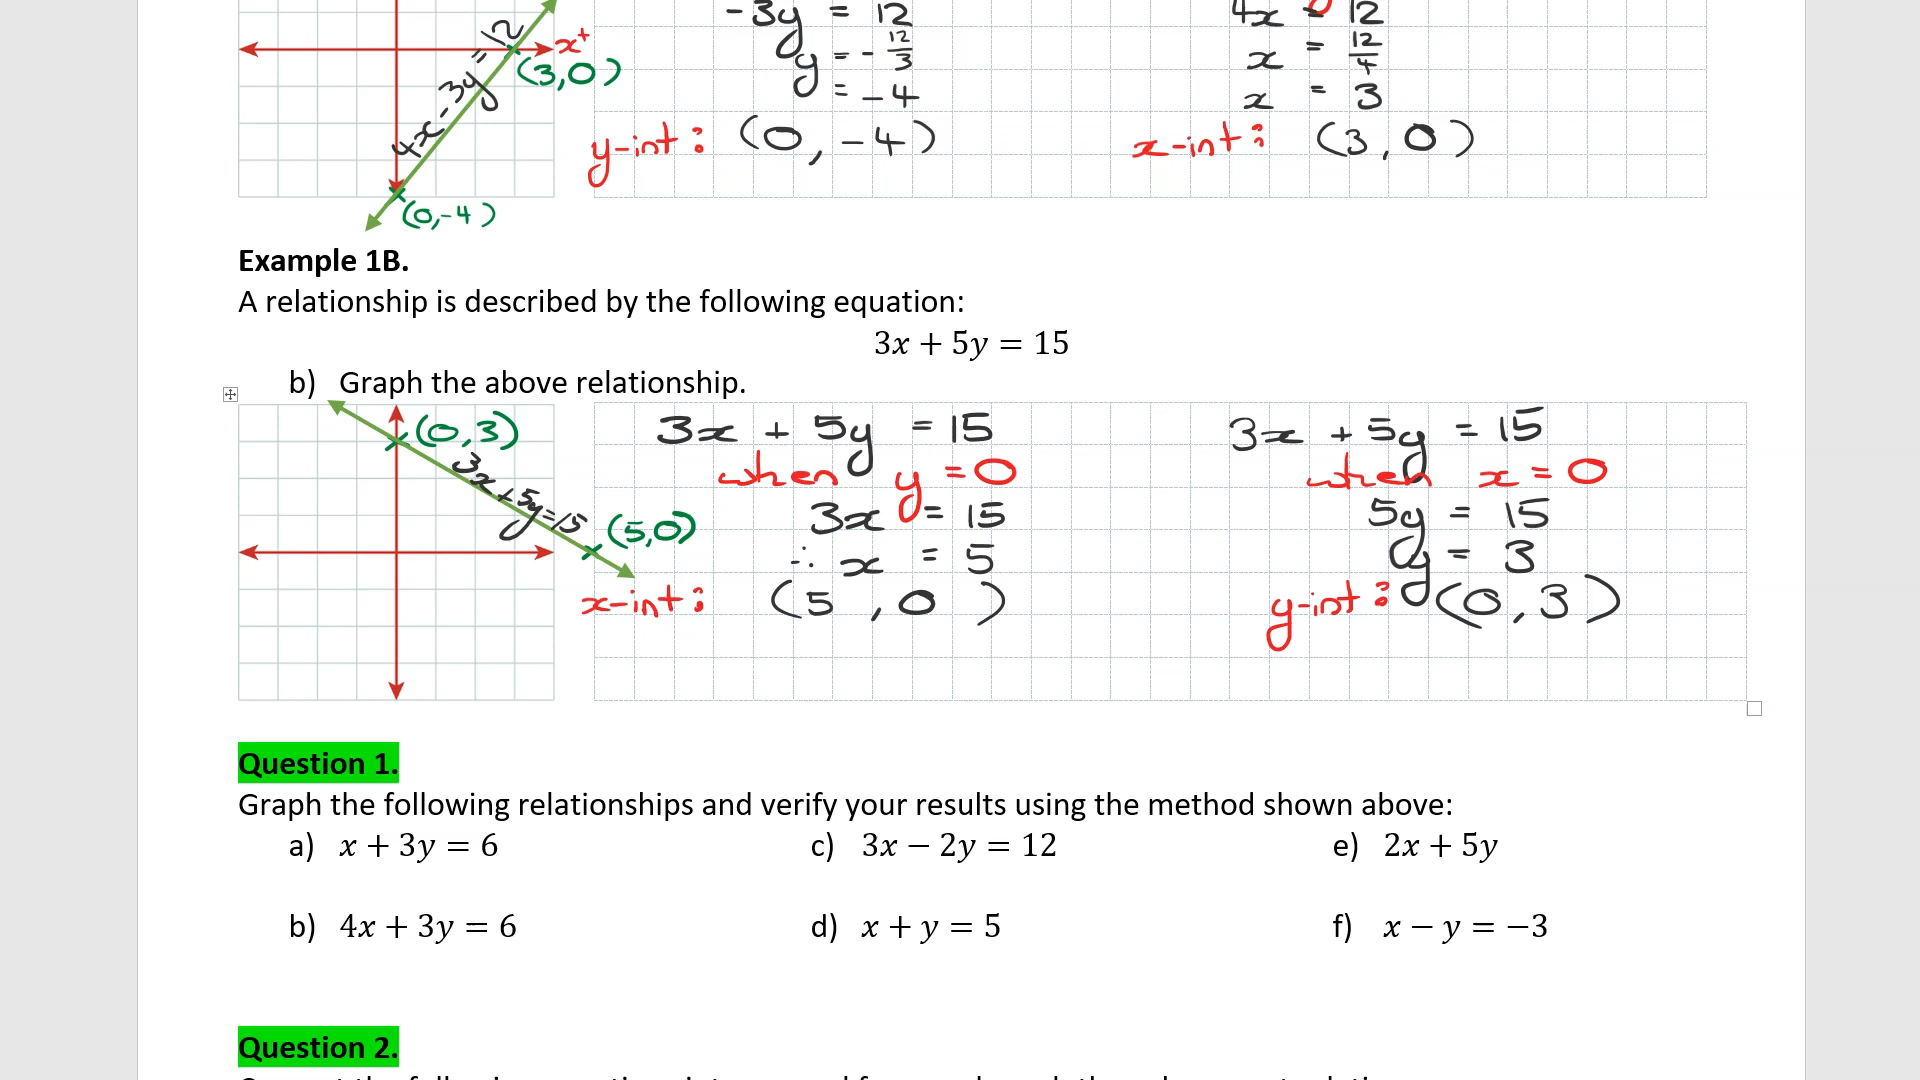 -3y = 12
y = -12/3
= -4
y-int: (0, -4)
4x = 12
x = 12/4
x = 3
x-int: (3, 0)
4x - 3y = 12
x+
(3,0)
(0,-4)
Example 1B.
A relationship is described by the following equation:
3x + 5y = 15
b) Graph the above relationship.
(0,3)
3x+5y=15
(5,0)
3x + 5y = 15
when y = 0
3x = 15
∴ x = 5
x-int: (5, 0)
3x + 5y = 15
when x = 0
5y = 15
y = 3
y-int: (0, 3)
Question 1.
Graph the following relationships and verify your results using the method shown above:
a) x + 3y = 6
c) 3x − 2y = 12
e) 2x + 5y
b) 4x + 3y = 6
d) x + y = 5
f) x − y = −3
Question 2.